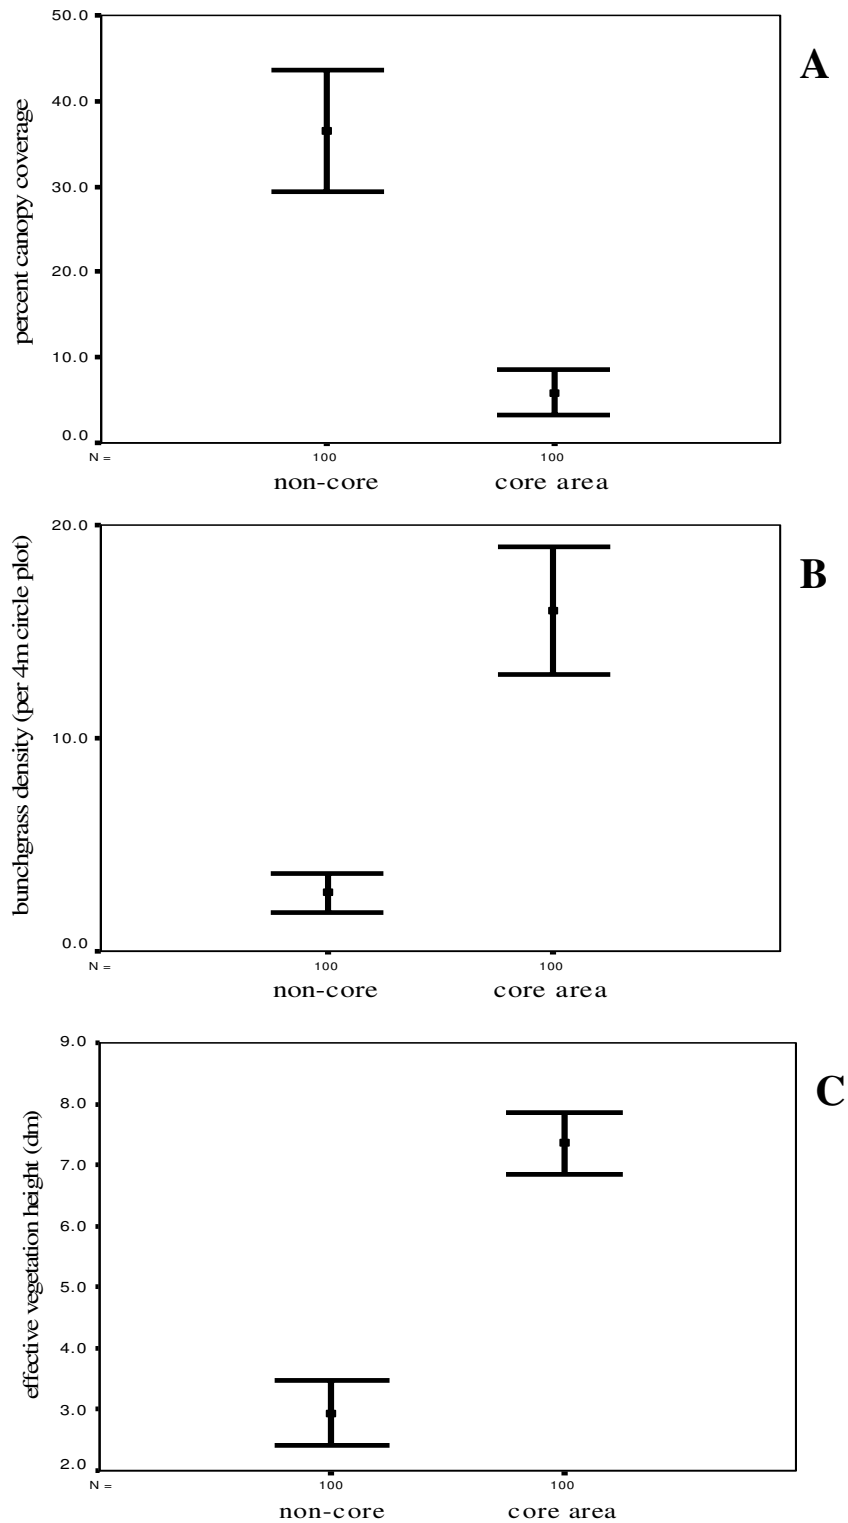 50.0
A
40.0
30.0
20.0
10.0
0.0
percent canopy coverage
N = 100 100
non-core core area
20.0
B
10.0
0.0
bunchgrass density (per 4m circle plot)
N = 100 100
non-core core area
9.0
C
8.0
7.0
6.0
5.0
4.0
3.0
2.0
effective vegetation height (dm)
N = 100 100
non-core core area